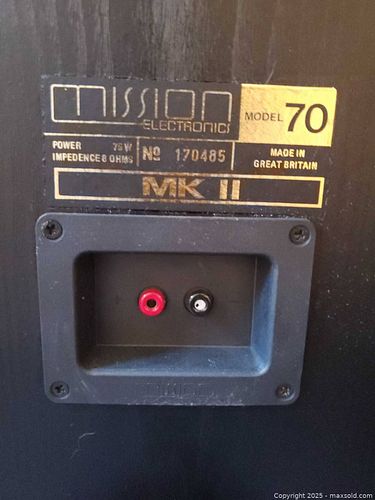 mission
ELECTRONICS
MODEL 70
POWER 75W
IMPEDENCE 8 OHMS
Nº 170485
MADE IN
GREAT BRITAIN
MK II
Copyright 2025 - maxsold.com